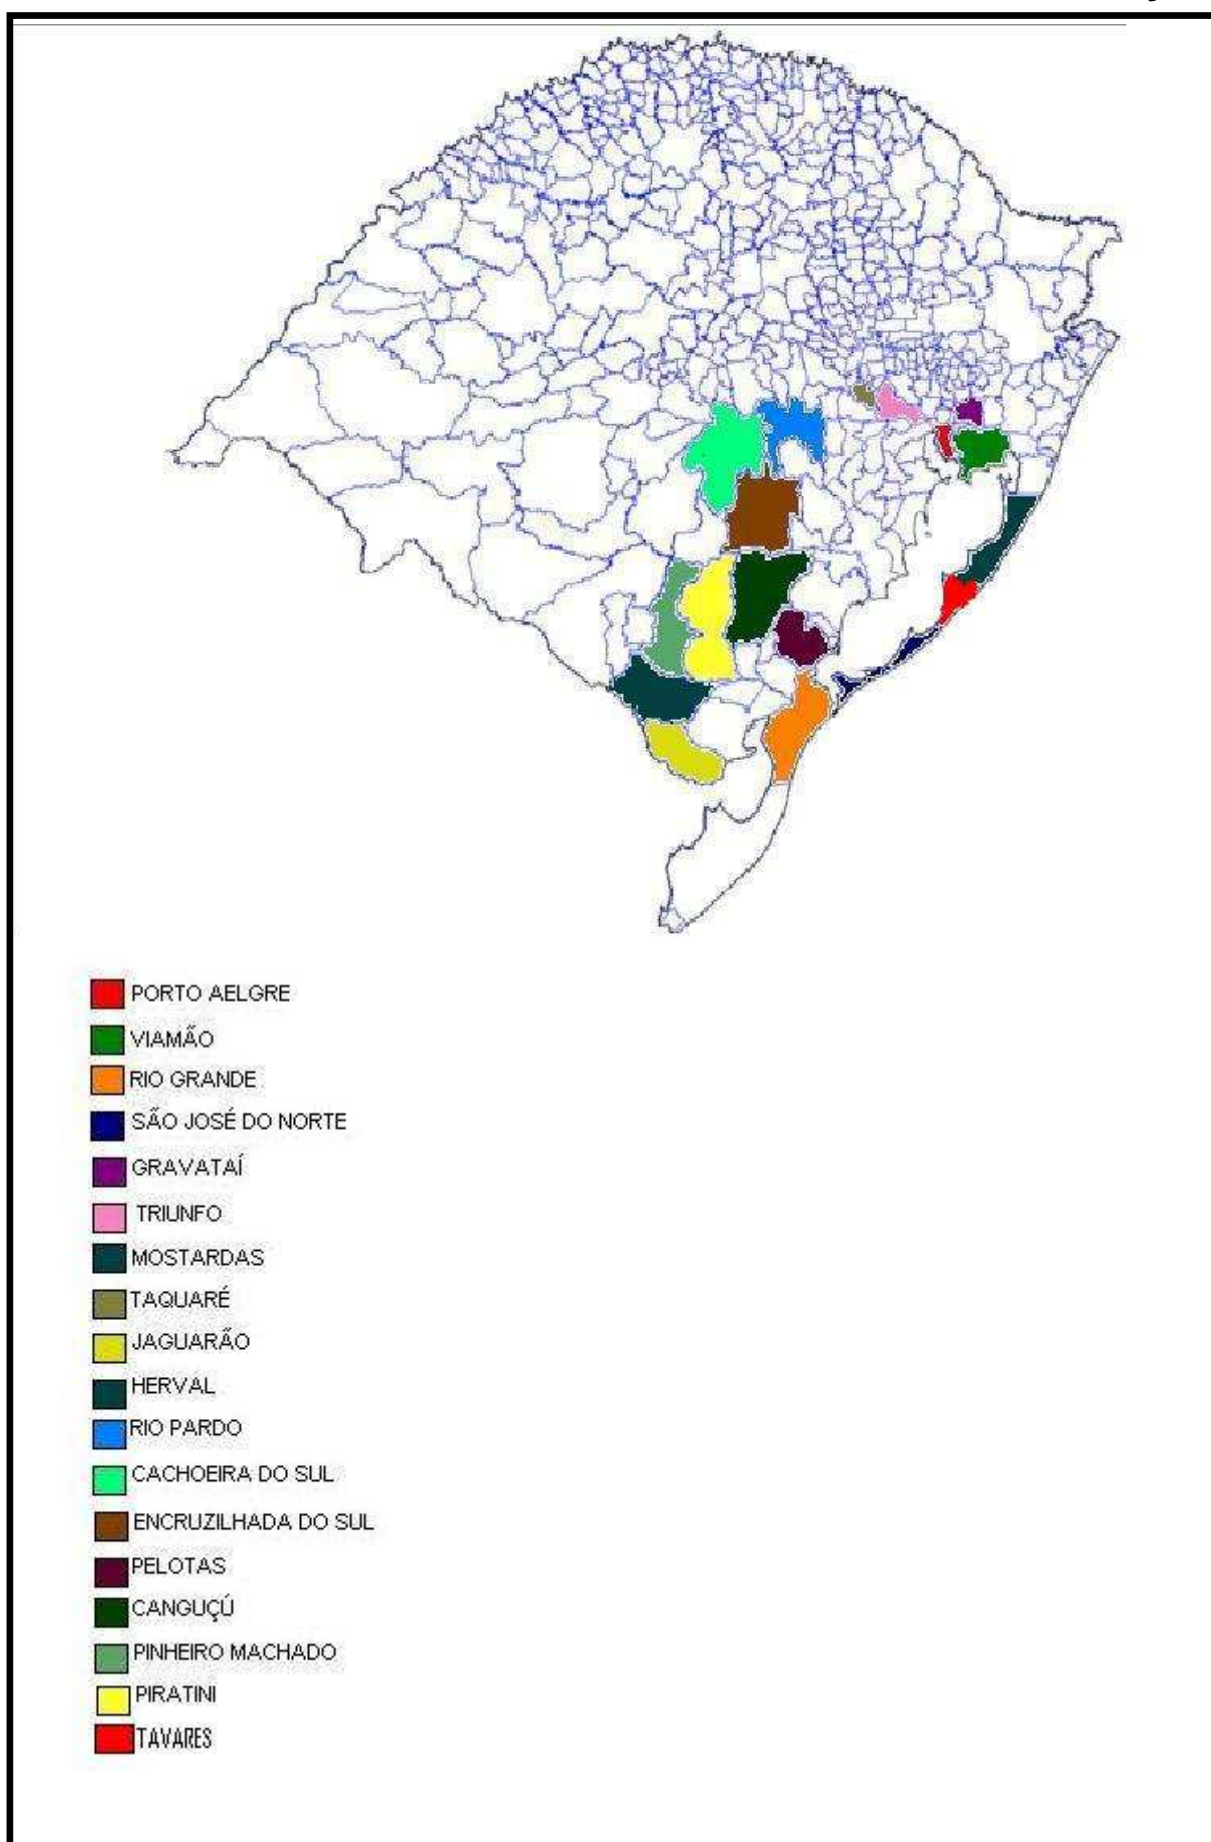 PORTO AELGRE
VIAMÃO
RIO GRANDE
SÃO JOSÉ DO NORTE
GRAVATAÍ
TRIUNFO
MOSTARDAS
TAQUARÉ
JAGUARÃO
HERVAL
RIO PARDO
CACHOEIRA DO SUL
ENCRUZILHADA DO SUL
PELOTAS
CANGUÇÚ
PINHEIRO MACHADO
PIRATINI
TAVARES